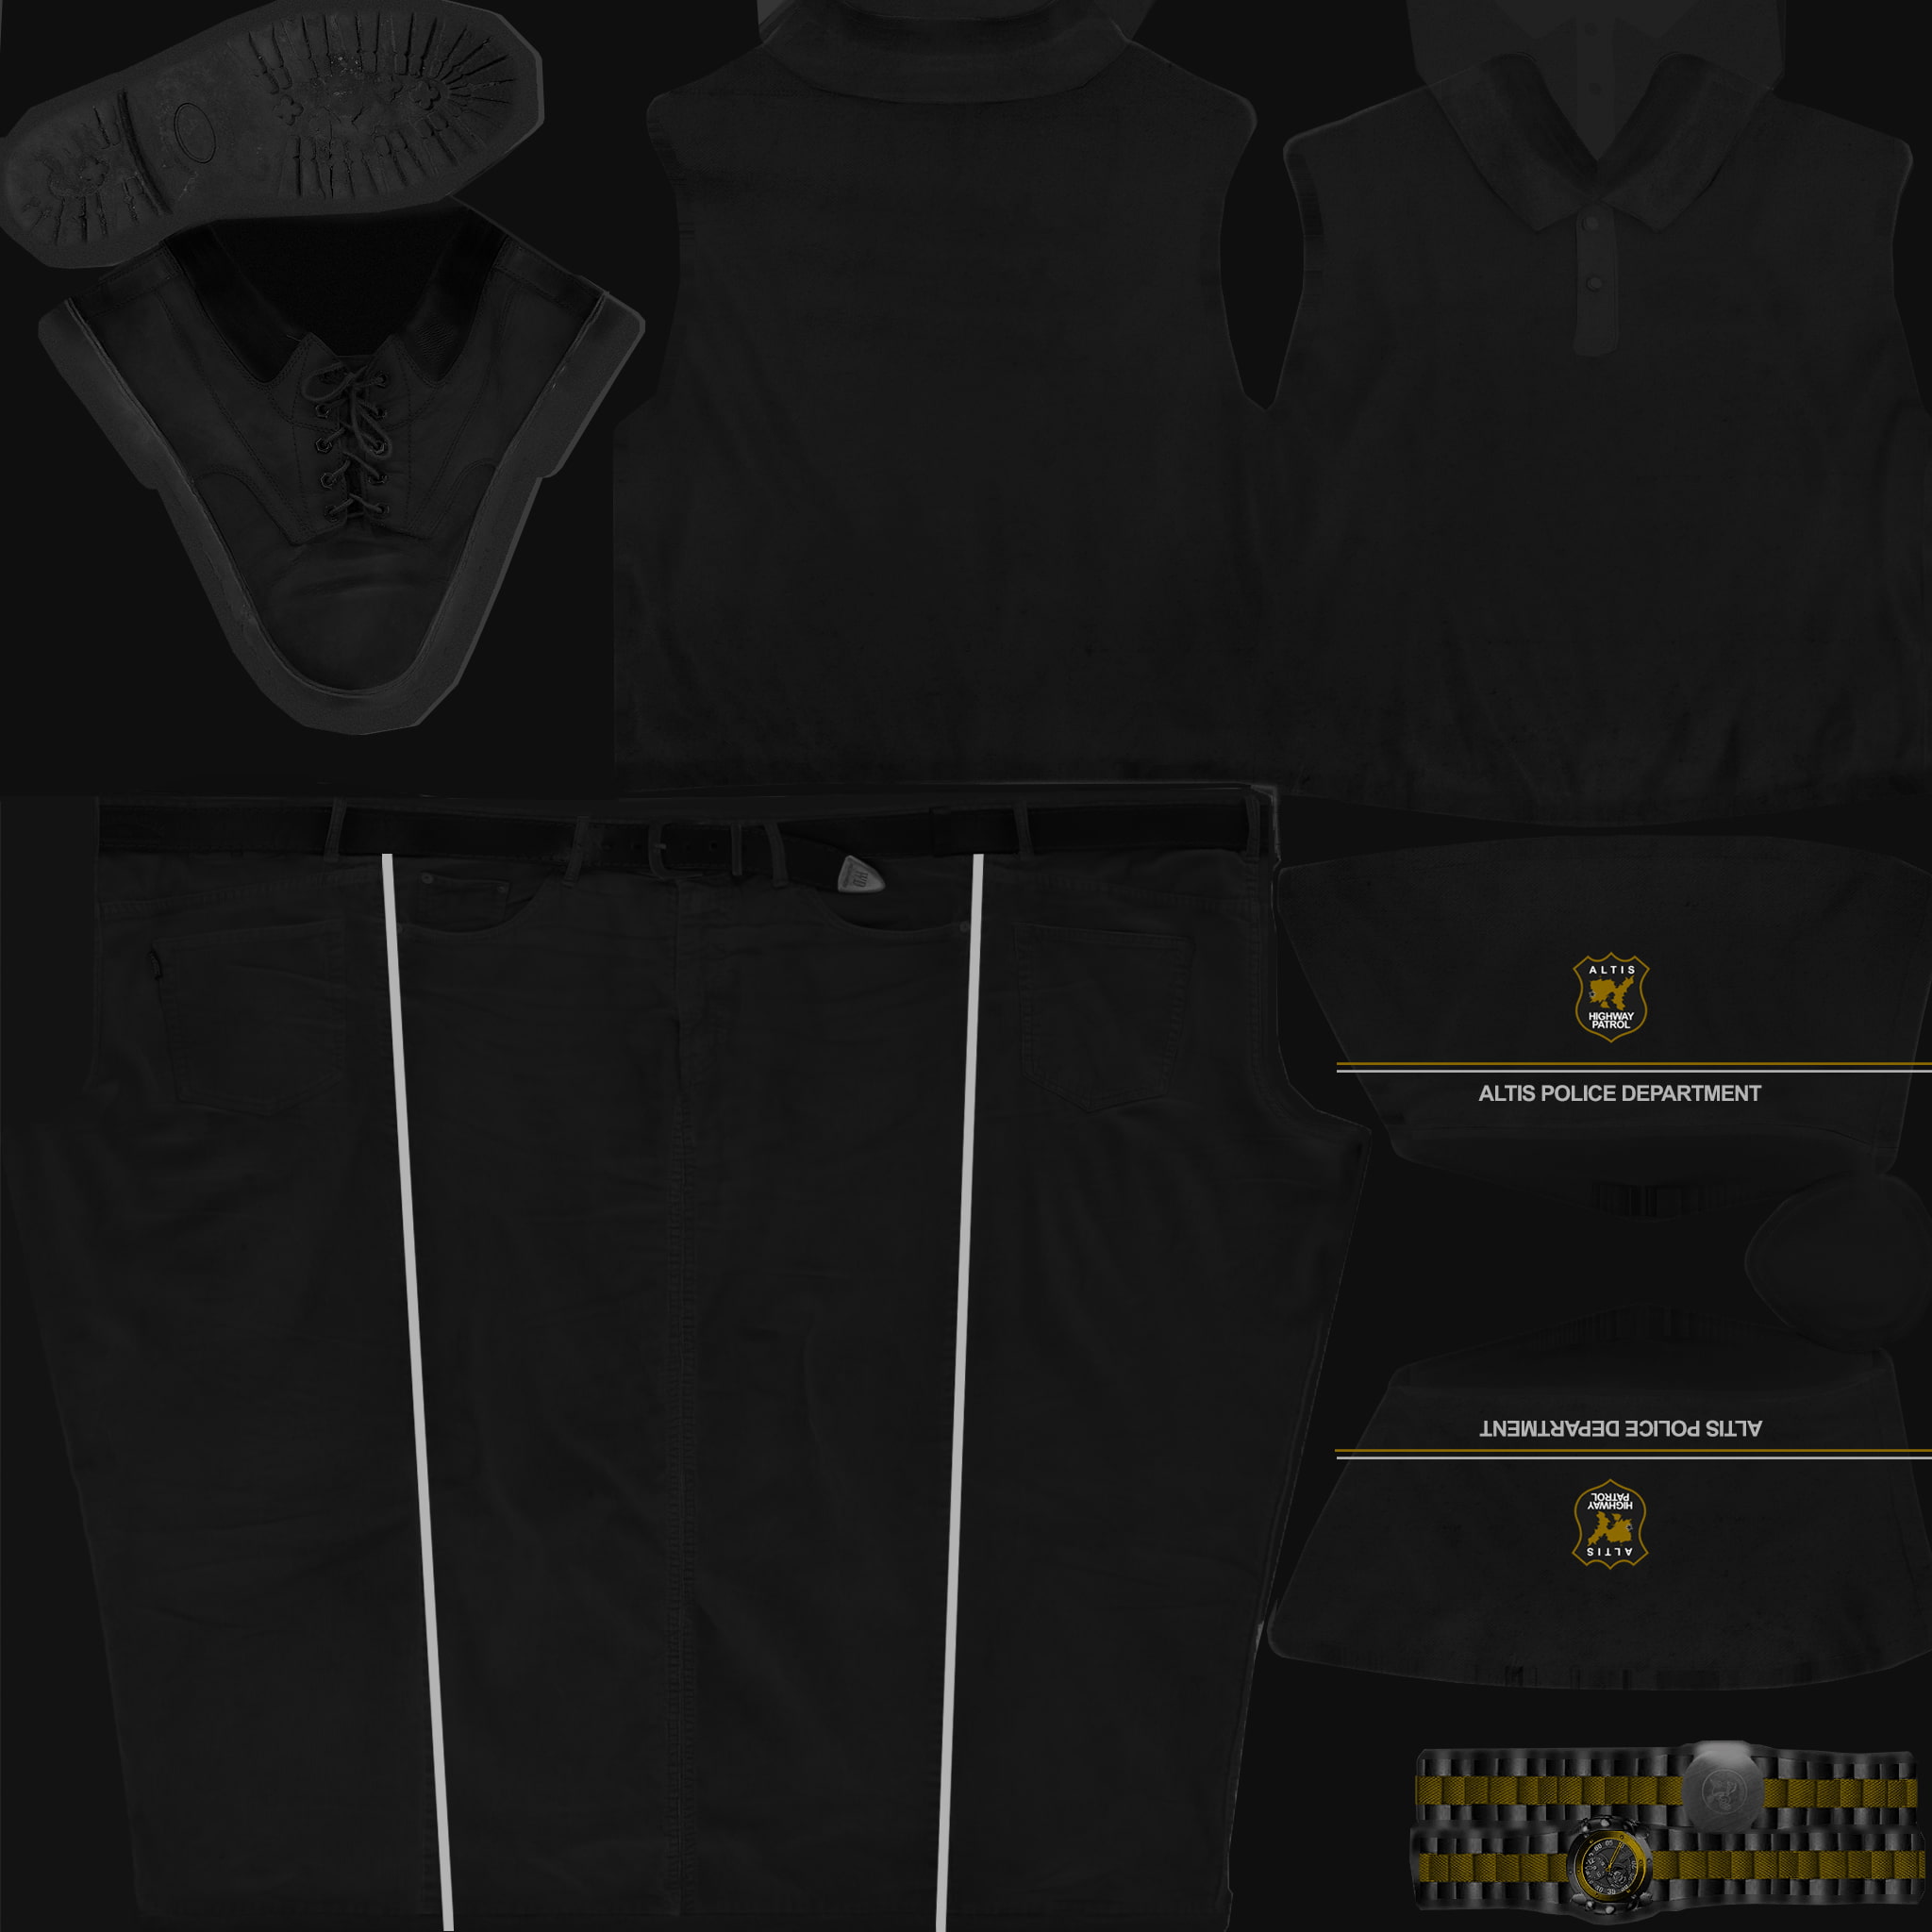 ALTIS
HIGHWAY
PATROL
ALTIS POLICE DEPARTMENT
ALTIS POLICE DEPARTMENT
HIGHWAY
PATROL
ALTIS